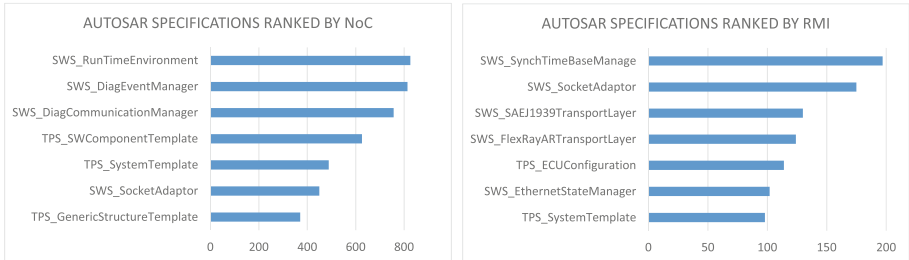 AUTOSAR SPECIFICATIONS RANKED BY NoC
SWS_RunTimeEnvironment
SWS_DiagEventManager
SWS_DiagCommunicationManager
TPS_SWComponentTemplate
TPS_SystemTemplate
SWS_SocketAdaptor
TPS_GenericStructureTemplate
0 200 400 600 800
AUTOSAR SPECIFICATIONS RANKED BY RMI
SWS_SynchTimeBaseManage
SWS_SocketAdaptor
SWS_SAEJ1939TransportLayer
SWS_FlexRayARTransportLayer
TPS_ECUConfiguration
SWS_EthernetStateManager
TPS_SystemTemplate
0 50 100 150 200